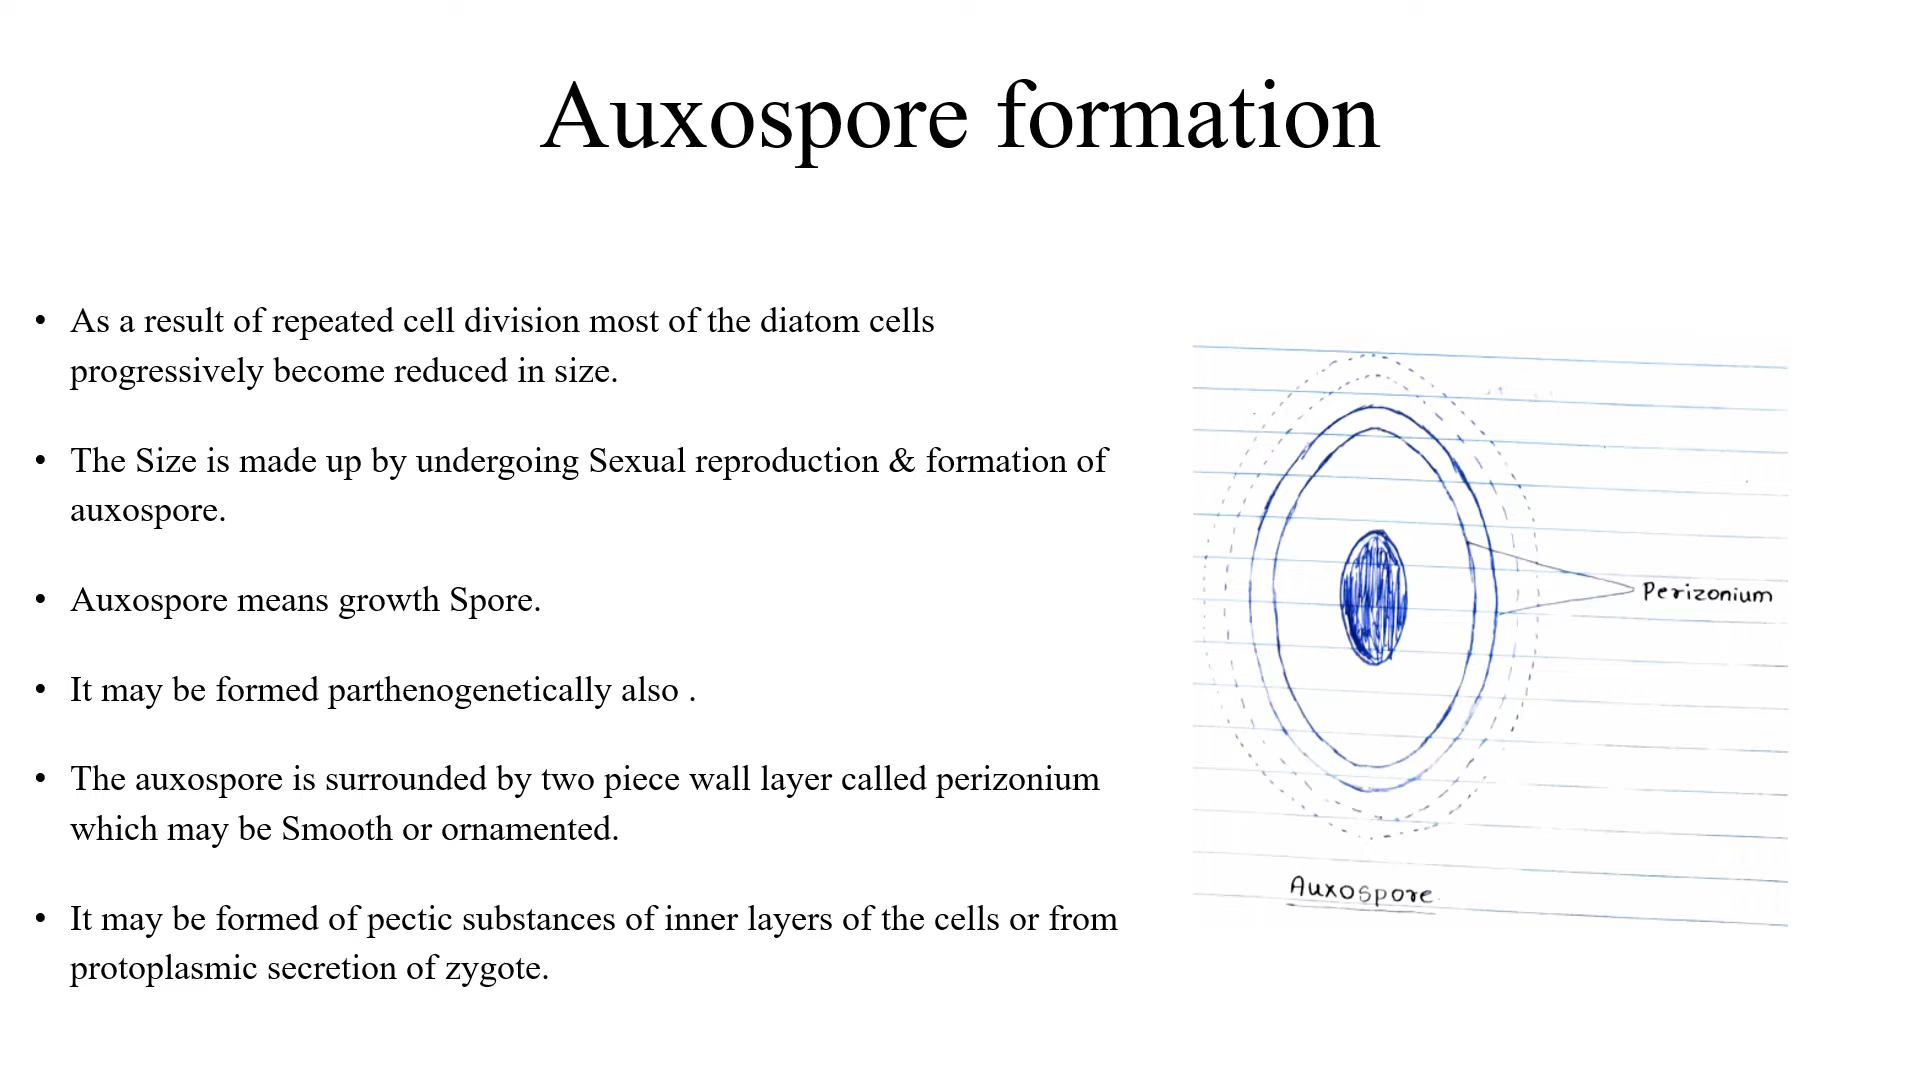 Auxospore formation
• As a result of repeated cell division most of the diatom cells
progressively become reduced in size.
• The Size is made up by undergoing Sexual reproduction & formation of
auxospore.
• Auxospore means growth Spore.
• It may be formed parthenogenetically also .
• The auxospore is surrounded by two piece wall layer called perizonium
which may be Smooth or ornamented.
• It may be formed of pectic substances of inner layers of the cells or from
protoplasmic secretion of zygote.
Perizonium
Auxospore